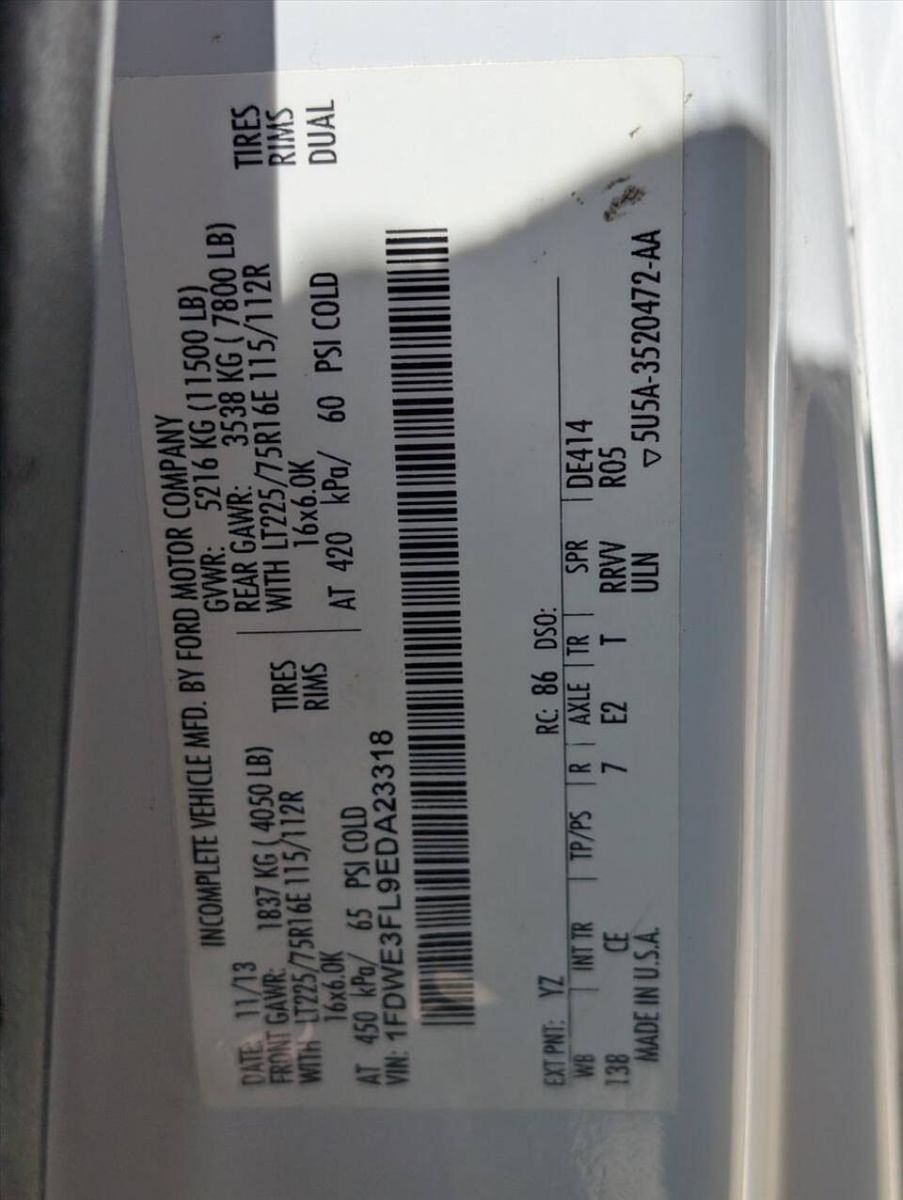 INCOMPLETE VEHICLE MFD. BY FORD MOTOR COMPANY
DATE: 11/13 GVWR: 5216 KG (11500 LB)
FRONT GAWR: 1837 KG ( 4050 LB) REAR GAWR: 3538 KG ( 7800 LB)
WITH LT225/75R16E 115/112R TIRES WITH LT225/75R16E 115/112R TIRES
16x6.0K RIMS 16x6.0K RIMS
AT 450 kPa/ 65 PSI COLD AT 420 kPa/ 60 PSI COLD DUAL
VIN: 1FDWE3FL9EDA23318
EXT PNT: YZ RC: 86 DSO:
WB | INT TR | TP/PS | R | AXLE | TR | SPR | DE414
138 CE 7 E2 T RRVV R05
MADE IN U.S.A. ULN ▽5U5A-3520472-AA